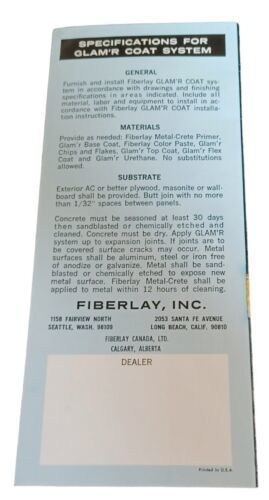 SPECIFICATIONS FOR
GLAM'R COAT SYSTEM
GENERAL
Furnish and install Fiberlay GLAM'R COAT sys-
tem in accordance with drawings and finishing
specifications in areas indicated. Include all
material, labor and equipment to install in ac-
cordance with Fiberlay GLAM'R COAT installa-
tion instructions.
MATERIALS
Provide as needed: Fiberlay Metal-Crete Primer,
Glam'r Base Coat, Fiberlay Color Paste, Glam'r
Chips and Flakes, Glam'r Top Coat, Glam'r Flex
Coat and Glam'r Urethane. No substitutions
allowed.
SUBSTRATE
Exterior AC or better plywood, masonite or wall-
board shall be provided. Butt join with no more
than 1/32" spaces between panels.
Concrete must be seasoned at least 30 days
then sandblasted or chemically etched and
cleaned. Concrete must be dry. Apply GLAM'R
system up to expansion joints. If joints are to
be covered surface cracks may occur. Metal
surfaces shall be aluminum, steel or iron free
of anodize or galvanize. Metal shall be sand-
blasted or chemically etched to expose new
metal surface. Fiberlay Metal-Crete shall be
applied to metal within 12 hours of cleaning.
FIBERLAY, INC.
1158 FAIRVIEW NORTH
SEATTLE, WASH. 98109
2053 SANTA FE AVENUE
LONG BEACH, CALIF. 90810
FIBERLAY CANADA, LTD.
CALGARY, ALBERTA
DEALER
Printed in U.S.A.